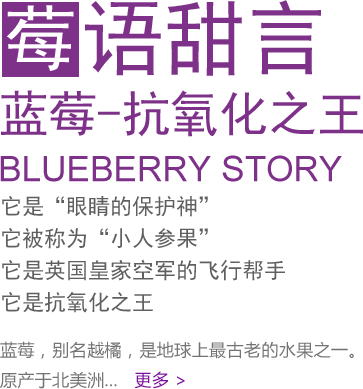 莓语甜言
蓝莓-抗氧化之王
BLUEBERRY STORY
它是“眼睛的保护神”
它被称为“小人参果”
它是英国皇家空军的飞行帮手
它是抗氧化之王
蓝莓，别名越橘，是地球上最古老的水果之一。
原产于北美洲... 更多 >